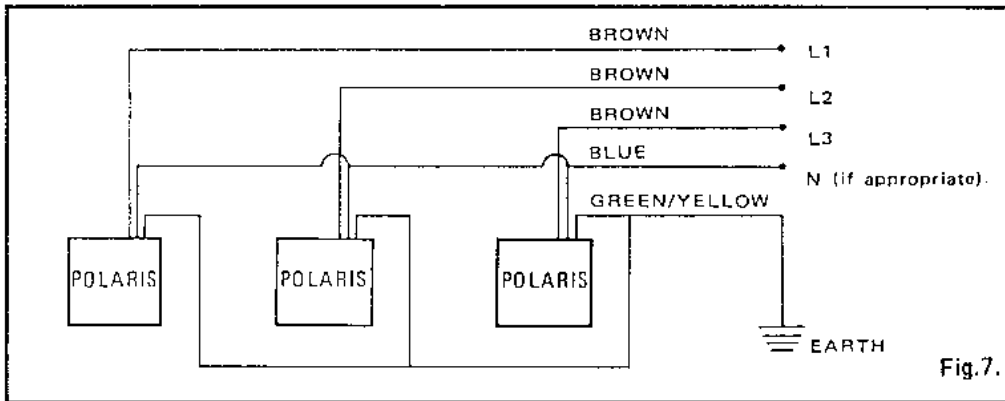 BROWN
L1
BROWN
L2
BROWN
L3
BLUE
N (if appropriate).
GREEN/YELLOW
POLARIS
POLARIS
POLARIS
EARTH
Fig.7.